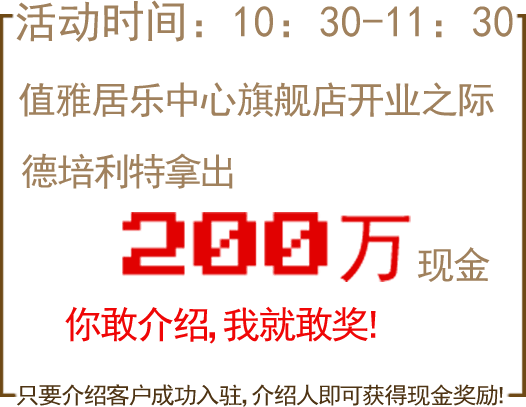 活动时间：10：30-11：30
值雅居乐中心旗舰店开业之际
德培利特拿出
200万现金
你敢介绍,我就敢奖!
只要介绍客户成功入驻,介绍人即可获得现金奖励!